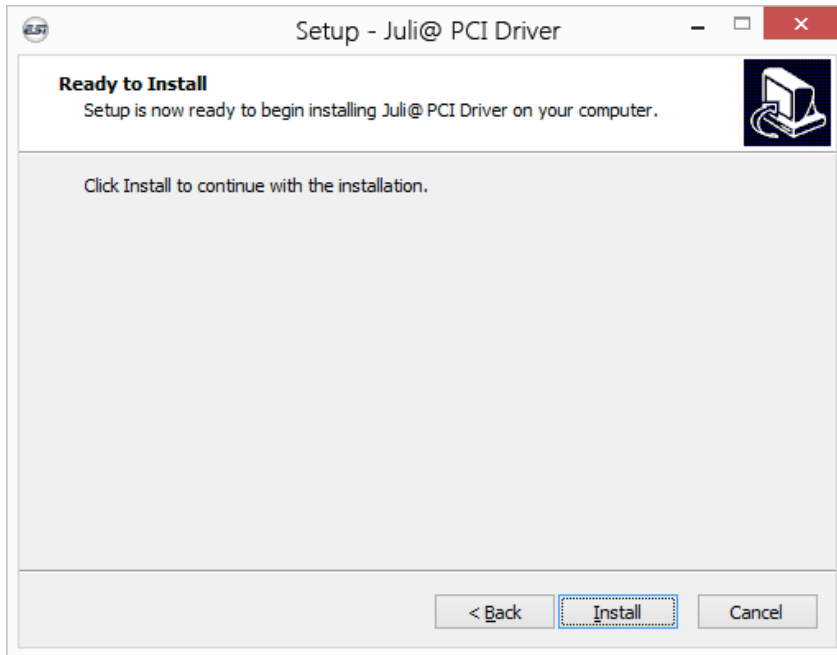 ESI
Setup - Juli@ PCI Driver
Ready to Install
Setup is now ready to begin installing Juli@ PCI Driver on your computer.
Click Install to continue with the installation.
< Back
Install
Cancel